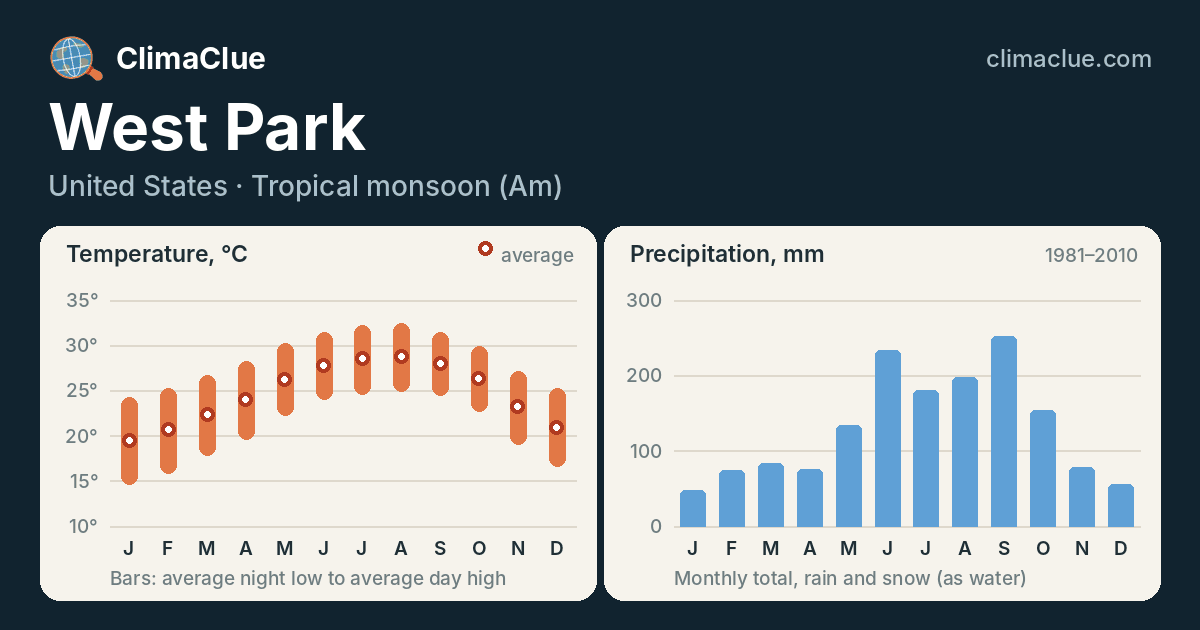 ClimaClue
climaclue.com
West Park
United States · Tropical monsoon (Am)
Temperature, °C
average
35°
30°
25°
20°
15°
10°
J F M A M J J A S O N D
Bars: average night low to average day high
Precipitation, mm
1981–2010
300
200
100
0
J F M A M J J A S O N D
Monthly total, rain and snow (as water)